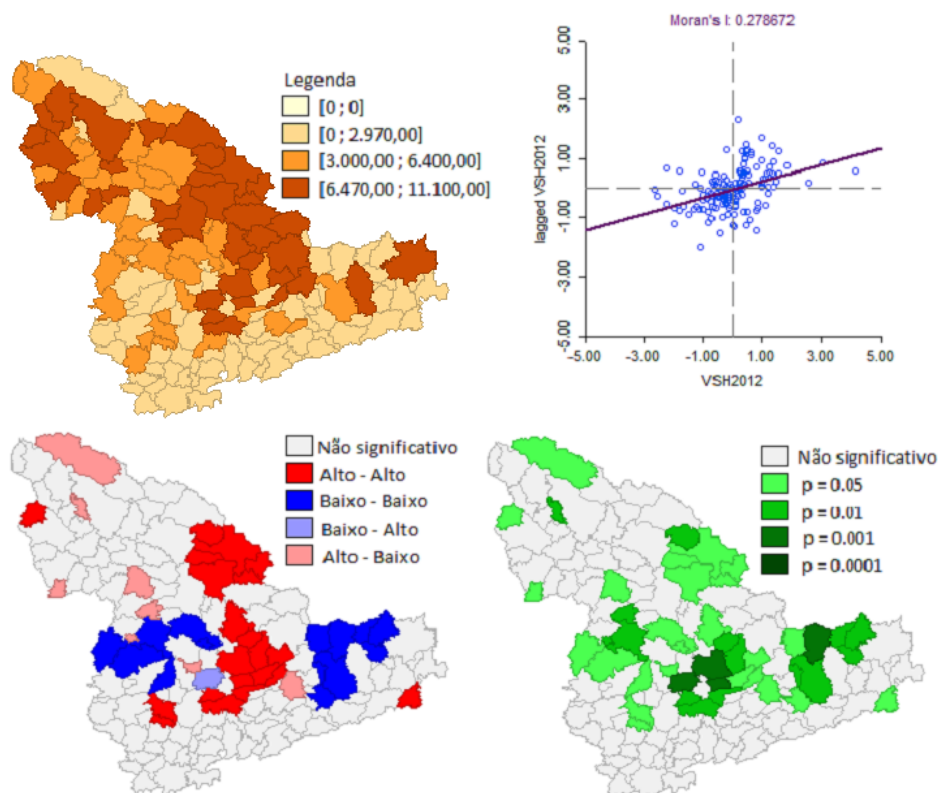 Legenda
[0 ; 0]
[0 ; 2.970,00]
[3.000,00 ; 6.400,00]
[6.470,00 ; 11.100,00]
Moran's I: 0.278672
lagged VSH2012
5.00
3.00
1.00
-1.00
-3.00
-5.00
-5.00 -3.00 -1.00 1.00 3.00 5.00
VSH2012
Não significativo
Alto - Alto
Baixo - Baixo
Baixo - Alto
Alto - Baixo
Não significativo
p = 0.05
p = 0.01
p = 0.001
p = 0.0001